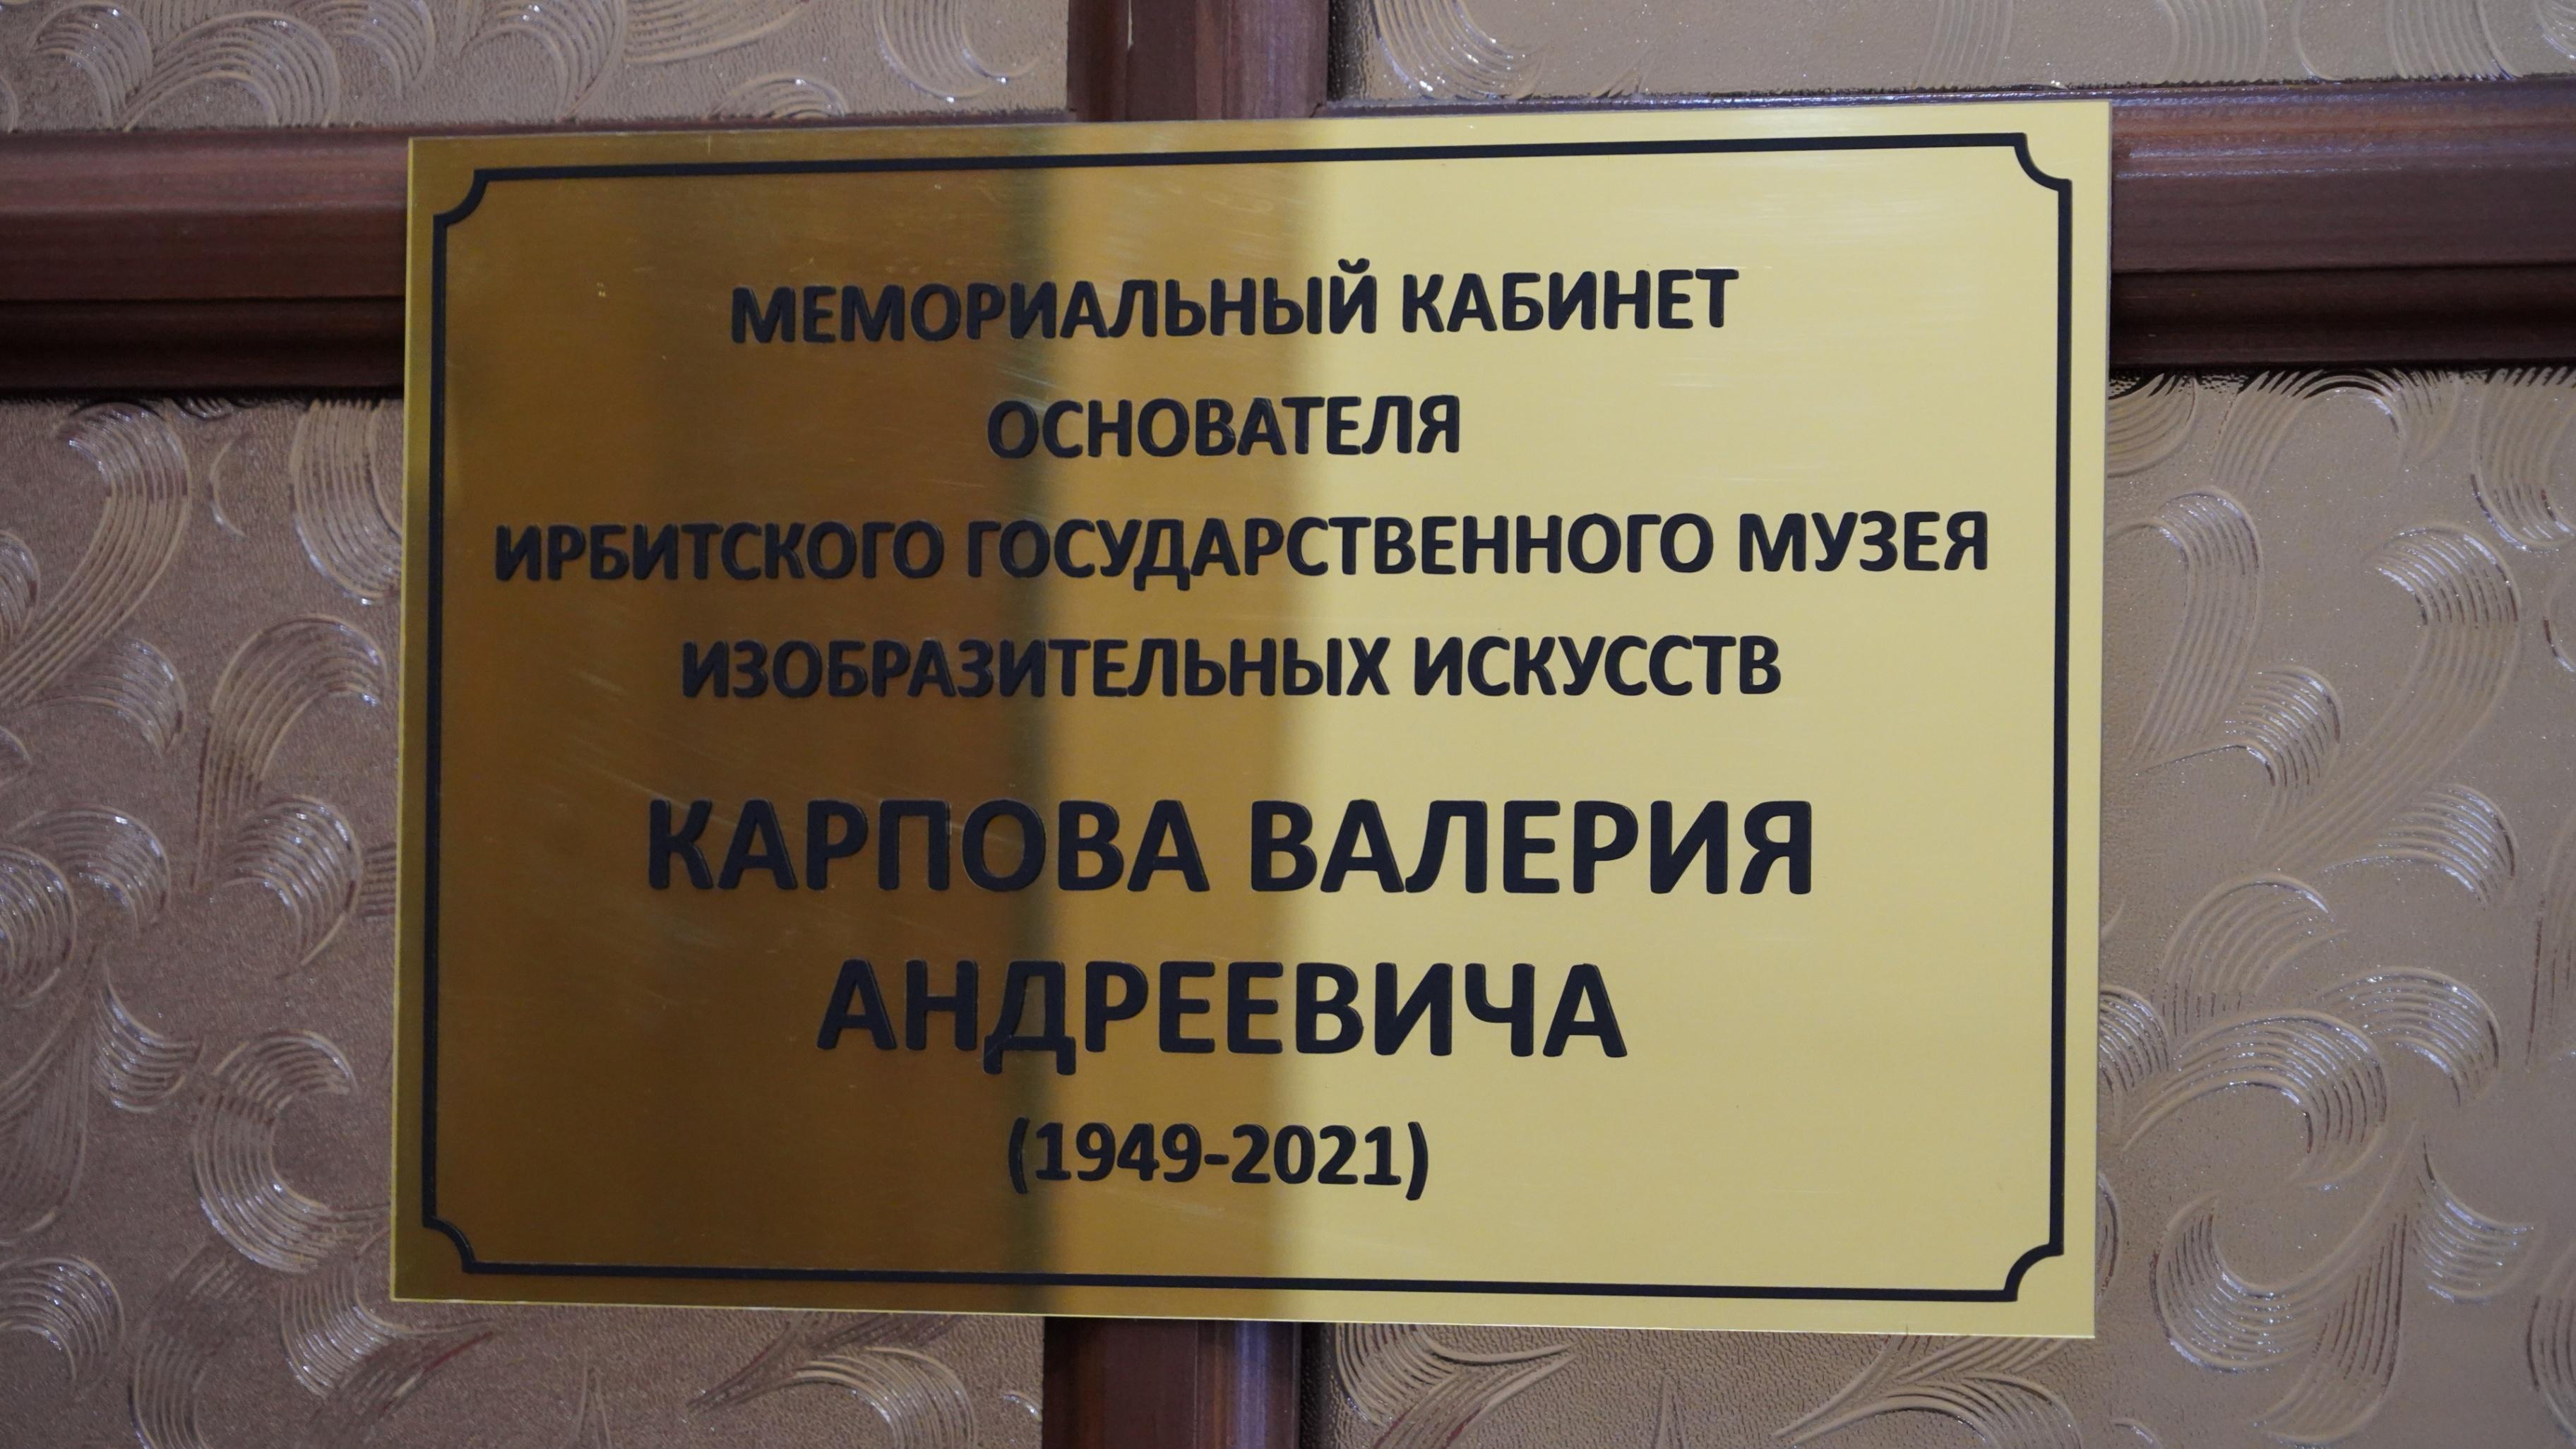 МЕМОРИАЛЬНЫЙ КАБИНЕТ
ОСНОВАТЕЛЯ
ИРБИТСКОГО ГОСУДАРСТВЕННОГО МУЗЕЯ
ИЗОБРАЗИТЕЛЬНЫХ ИСКУССТВ
КАРПОВА ВАЛЕРИЯ
АНДРЕЕВИЧА
(1949-2021)